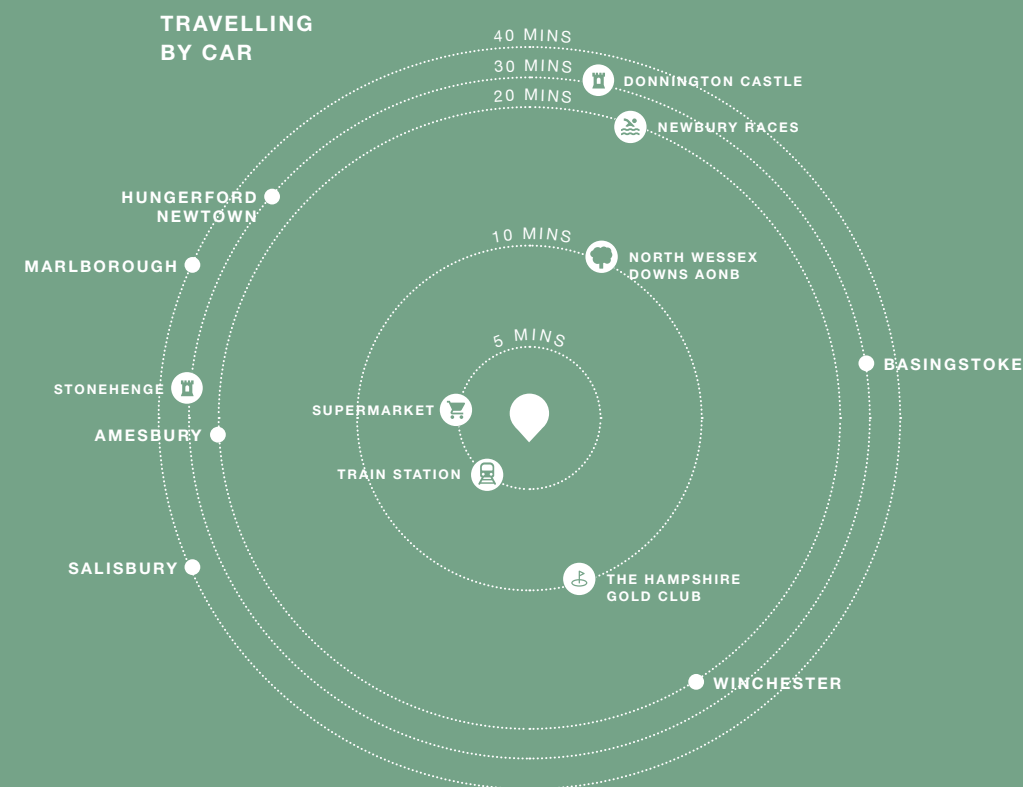 TRAVELLING
BY CAR
40 MINS
30 MINS
DONNINGTON CASTLE
20 MINS
NEWBURY RACES
HUNGERFORD
NEWTOWN
10 MINS
NORTH WESSEX
DOWNS AONB
MARLBOROUGH
5 MINS
BASINGSTOKE
STONEHENGE
SUPERMARKET
AMESBURY
TRAIN STATION
SALISBURY
THE HAMPSHIRE
GOLD CLUB
WINCHESTER